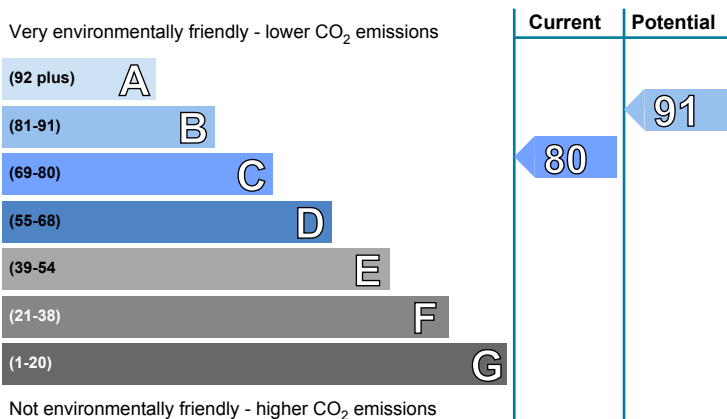 Current Potential
Very environmentally friendly - lower CO₂ emissions
(92 plus) A
(81-91) B
91
(69-80) C
80
(55-68) D
(39-54 E
(21-38) F
(1-20) G
Not environmentally friendly - higher CO₂ emissions